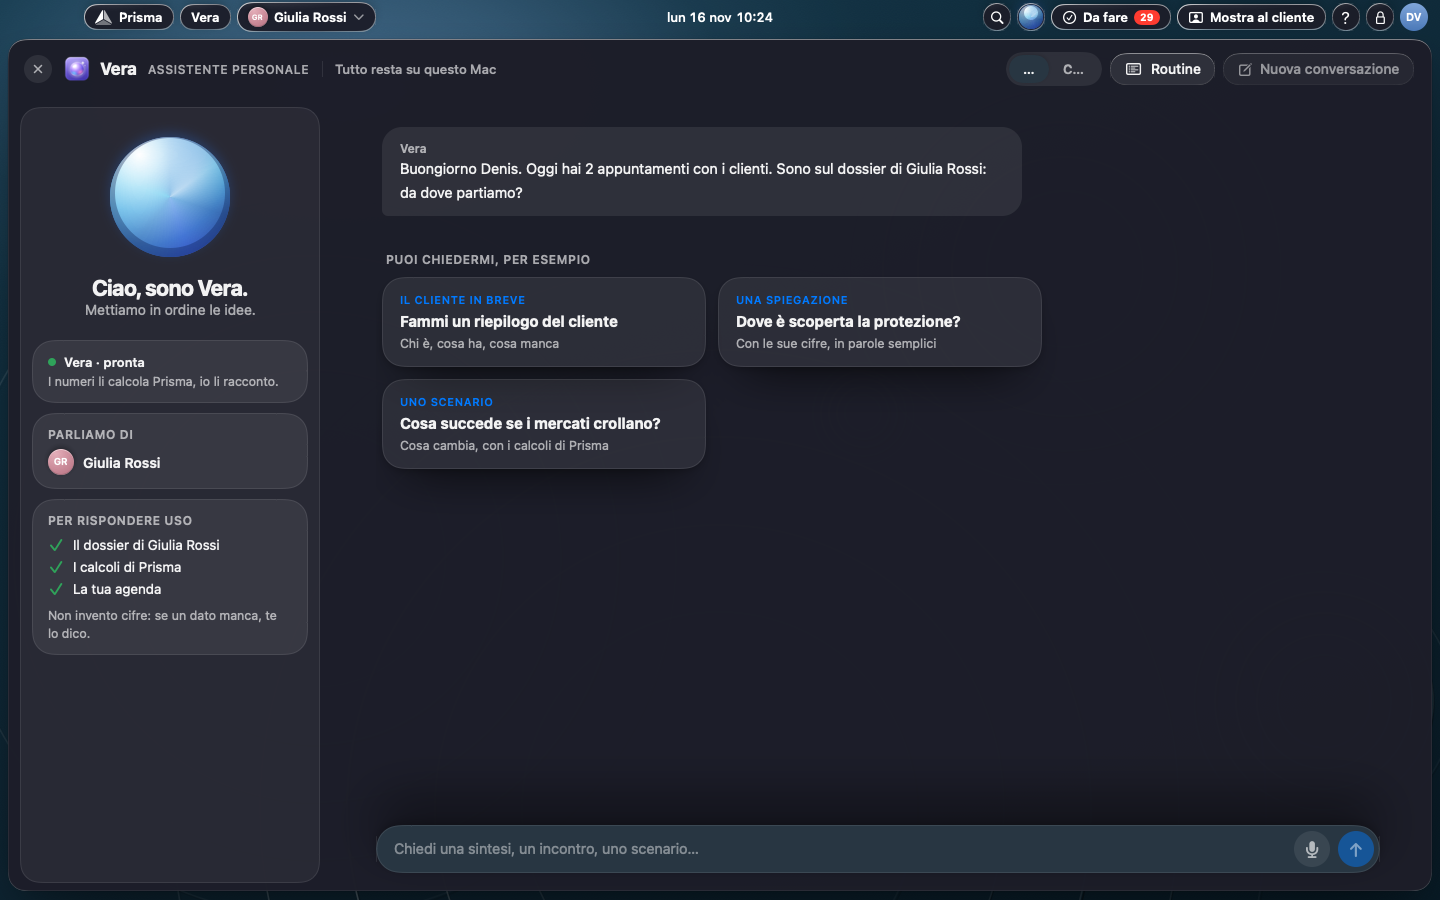 Prisma
Vera
GR Giulia Rossi
lun 16 nov 10:24
Da fare 29
Mostra al cliente
?
DV
Vera ASSISTENTE PERSONALE Tutto resta su questo Mac
...
C...
Routine
Nuova conversazione
Ciao, sono Vera.
Mettiamo in ordine le idee.
Vera · pronta
I numeri li calcola Prisma, io li racconto.
PARLIAMO DI
GR Giulia Rossi
PER RISPONDERE USO
Il dossier di Giulia Rossi
I calcoli di Prisma
La tua agenda
Non invento cifre: se un dato manca, te
lo dico.
Vera
Buongiorno Denis. Oggi hai 2 appuntamenti con i clienti. Sono sul dossier di Giulia Rossi:
da dove partiamo?
PUOI CHIEDERMI, PER ESEMPIO
IL CLIENTE IN BREVE
Fammi un riepilogo del cliente
Chi è, cosa ha, cosa manca
UNA SPIEGAZIONE
Dove è scoperta la protezione?
Con le sue cifre, in parole semplici
UNO SCENARIO
Cosa succede se i mercati crollano?
Cosa cambia, con i calcoli di Prisma
Chiedi una sintesi, un incontro, uno scenario...